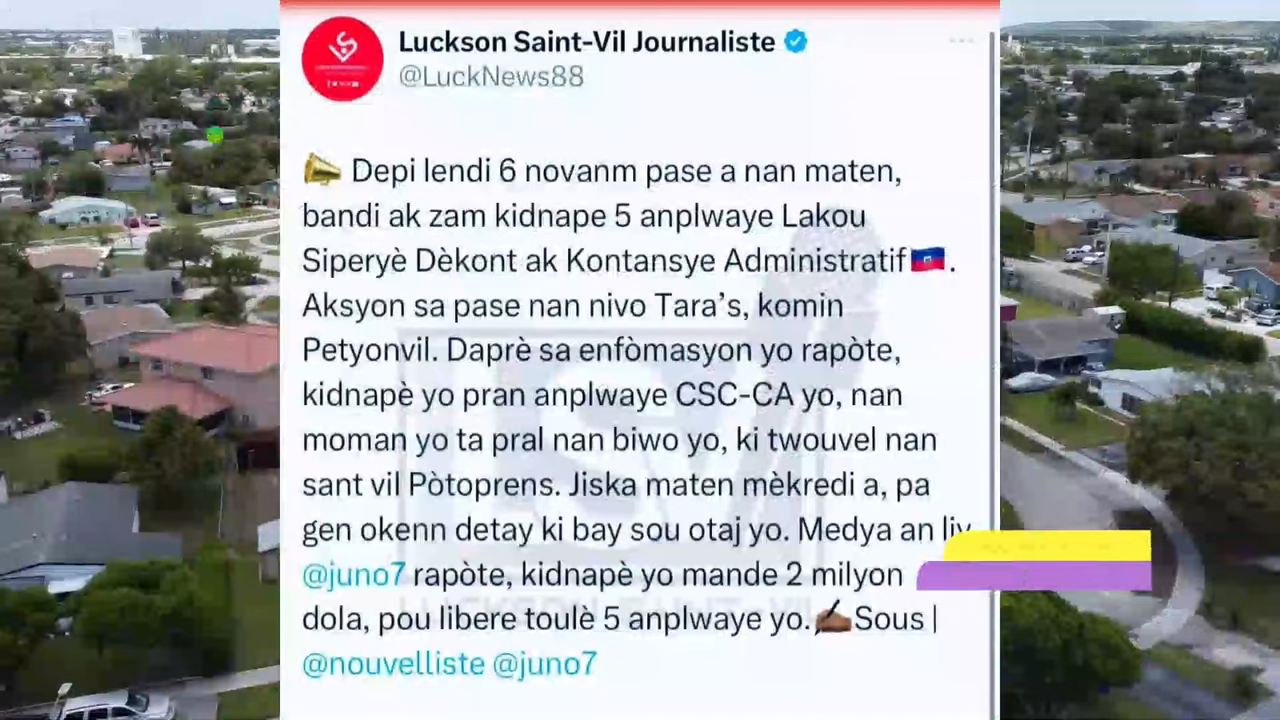 Luckson Saint-Vil Journaliste
@LuckNews88
Depi lendi 6 novanm pase a nan maten,
bandi ak zam kidnape 5 anplwaye Lakou
Siperyè Dèkont ak Kontansye Administratif.
Aksyon sa pase nan nivo Tara’s, komin
Petyonvil. Daprè sa enfòmasyon yo rapòte,
kidnapè yo pran anplwaye CSC-CA yo, nan
moman yo ta pral nan biwo yo, ki twouvel nan
sant vil Pòtoprens. Jiska maten mèkredi a, pa
gen okenn detay ki bay sou otaj yo. Medya an liy
@juno7 rapòte, kidnapè yo mande 2 milyon
dola, pou libere toulè 5 anplwaye yo. Sous |
@nouvelliste @juno7